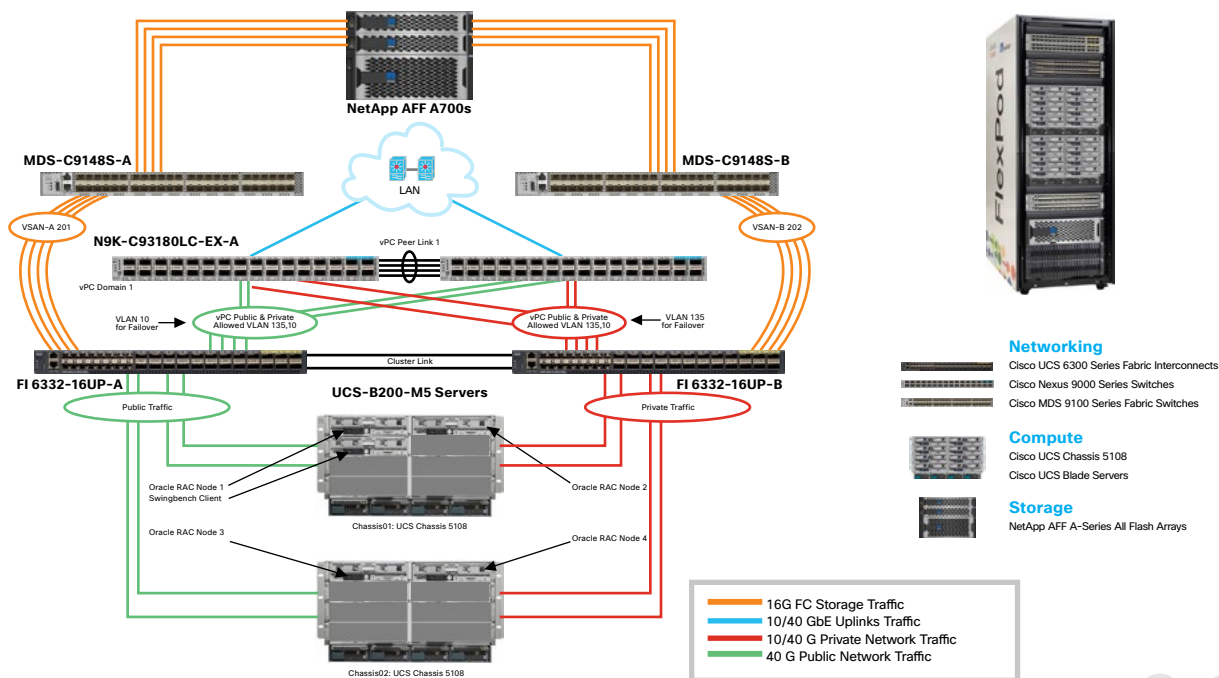 NetApp AFF A700s
MDS-C9148S-A
MDS-C9148S-B
LAN
VSAN-A 201
VSAN-B 202
N9K-C93180LC-EX-A
vPC Peer Link 1
vPC Domain 1
VLAN 10
for Failover
vPC Public & Private
Allowed VLAN 135,10
vPC Public & Private
Allowed VLAN 135,10
VLAN 135
for Failover
Cluster Link
FI 6332-16UP-A
FI 6332-16UP-B
UCS-B200-M5 Servers
Public Traffic
Private Traffic
Oracle RAC Node 1
Swingbench Client
Oracle RAC Node 2
Chassis01: UCS Chassis 5108
Oracle RAC Node 3
Oracle RAC Node 4
Chassis02: UCS Chassis 5108
FlexPod
Networking
Cisco UCS 6300 Series Fabric Interconnects
Cisco Nexus 9000 Series Switches
Cisco MDS 9100 Series Fabric Switches
Compute
Cisco UCS Chassis 5108
Cisco UCS Blade Servers
Storage
NetApp AFF A-Series All Flash Arrays
16G FC Storage Traffic
10/40 GbE Uplinks Traffic
10/40 G Private Network Traffic
40 G Public Network Traffic